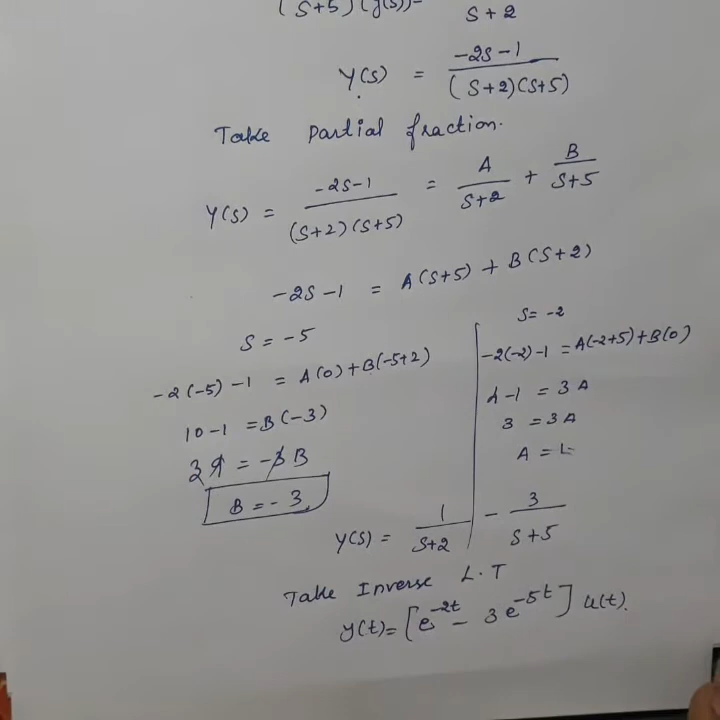 (S+5) (y(s))=
S+2
Y(S) = -2S-1 / (S+2)(S+5)
Take Partial fraction.
Y(S) = -2S-1 / (S+2)(S+5) = A / S+2 + B / S+5
-2S-1 = A(S+5) + B(S+2)
S = -5
-2(-5)-1 = A(0)+B(-5+2)
10-1 = B(-3)
3 9 = -3B
B = -3
S= -2
-2(-2)-1 = A(-2+5)+B(0)
4-1 = 3A
3 = 3A
A = 1
Y(S) = 1 / S+2 - 3 / S+5
Take Inverse L.T
y(t)= [e^-2t - 3e^-5t] u(t).